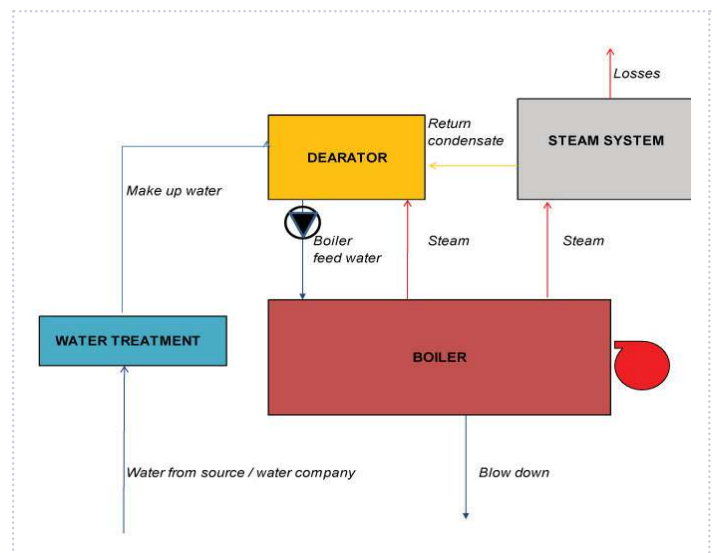 Losses
Return
condensate
STEAM SYSTEM
DEARATOR
Make up water
Boiler
feed water
Steam
Steam
WATER TREATMENT
BOILER
Water from source / water company
Blow down